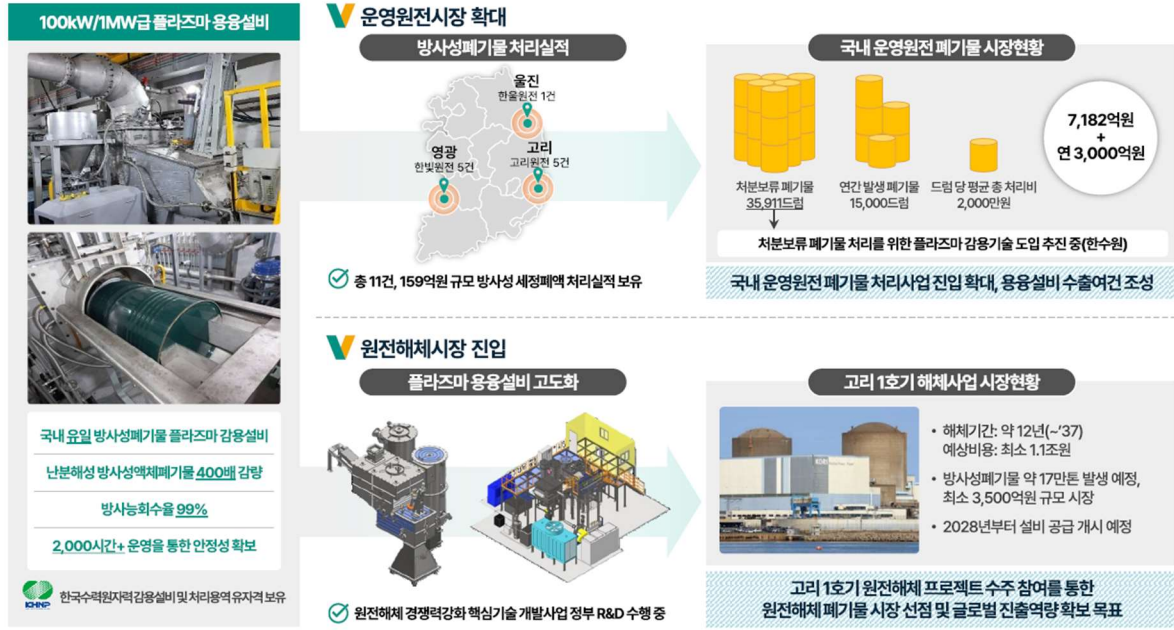 100kW/1MW급 플라즈마 용융설비
국내 유일 방사성폐기물 플라즈마 감용설비
난분해성 방사성액체폐기물 400배 감량
방사능회수율 99%
2,000시간+ 운영을 통한 안정성 확보
KHNP
한국수력원자력 감용설비 및 처리용역 유자격 보유
운영원전시장 확대
방사성폐기물 처리실적
울진
한울원전 1건
영광
한빛원전 5건
고리
고리원전 5건
총 11건, 159억원 규모 방사성 세정폐액 처리실적 보유
국내 운영원전 폐기물 시장현황
7,182억원
+
연 3,000억원
처분보류 폐기물
35,911드럼
연간 발생 폐기물
15,000드럼
드럼 당 평균 총 처리비
2,000만원
처분보류 폐기물 처리를 위한 플라즈마 감용기술 도입 추진 중(한수원)
국내 운영원전 폐기물 처리사업 진입 확대, 용융설비 수출여건 조성
원전해체시장 진입
플라즈마 용융설비 고도화
원전해체 경쟁력강화 핵심기술 개발사업 정부 R&D 수행 중
고리 1호기 해체사업 시장현황
• 해체기간: 약 12년(~'37)
예상비용: 최소 1.1조원
• 방사성폐기물 약 17만톤 발생 예정,
최소 3,500억원 규모 시장
• 2028년부터 설비 공급 개시 예정
고리 1호기 원전해체 프로젝트 수주 참여를 통한
원전해체 폐기물 시장 선점 및 글로벌 진출역량 확보 목표